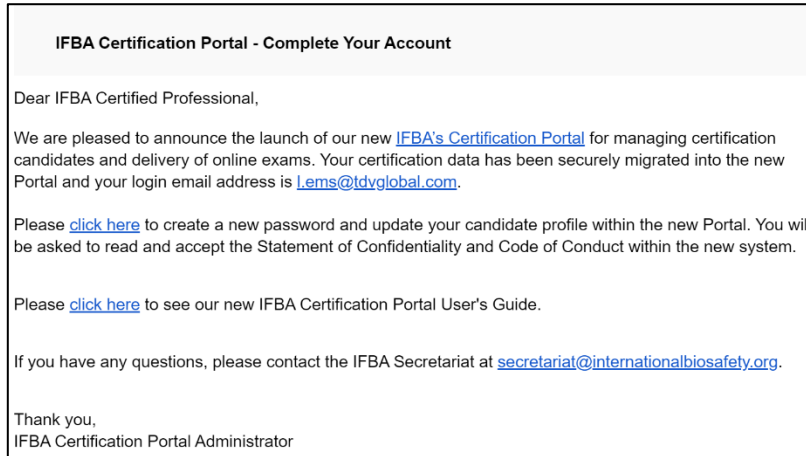 IFBA Certification Portal - Complete Your Account
Dear IFBA Certified Professional,
We are pleased to announce the launch of our new IFBA's Certification Portal for managing certification
candidates and delivery of online exams. Your certification data has been securely migrated into the new
Portal and your login email address is l.ems@tdvglobal.com.
Please click here to create a new password and update your candidate profile within the new Portal. You wil
be asked to read and accept the Statement of Confidentiality and Code of Conduct within the new system.
Please click here to see our new IFBA Certification Portal User's Guide.
If you have any questions, please contact the IFBA Secretariat at secretariat@internationalbiosafety.org.
Thank you,
IFBA Certification Portal Administrator